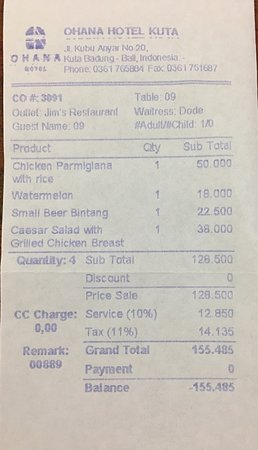 OHANA HOTEL KUTA
Jl. Kubu Anyar No 20,
Kuta Badung - Bali, Indonesia. -
Phone: 0361 765884 Fax: 0361 751687
OHANA
HOTEL
CO #: 3091 Table: 09
Outlet: Jim's Restaurant Waitress: Dode
Guest Name: 09 #Adult/#Child: 1/0
Product Qty Sub Total
Chicken Parmigiana 1 50.000
with rice
Watermelon 1 18.000
Small Beer Bintang 1 22.500
Caesar Salad with 1 38.000
Grilled Chicken Breast
Quantity: 4 Sub Total 128.500
Discount 0
Price Sale 128.500
CC Charge: Service (10%) 12.850
0,00 Tax (11%) 14.135
Remark: Grand Total 155.485
00889 Payment 0
Balance -155.485